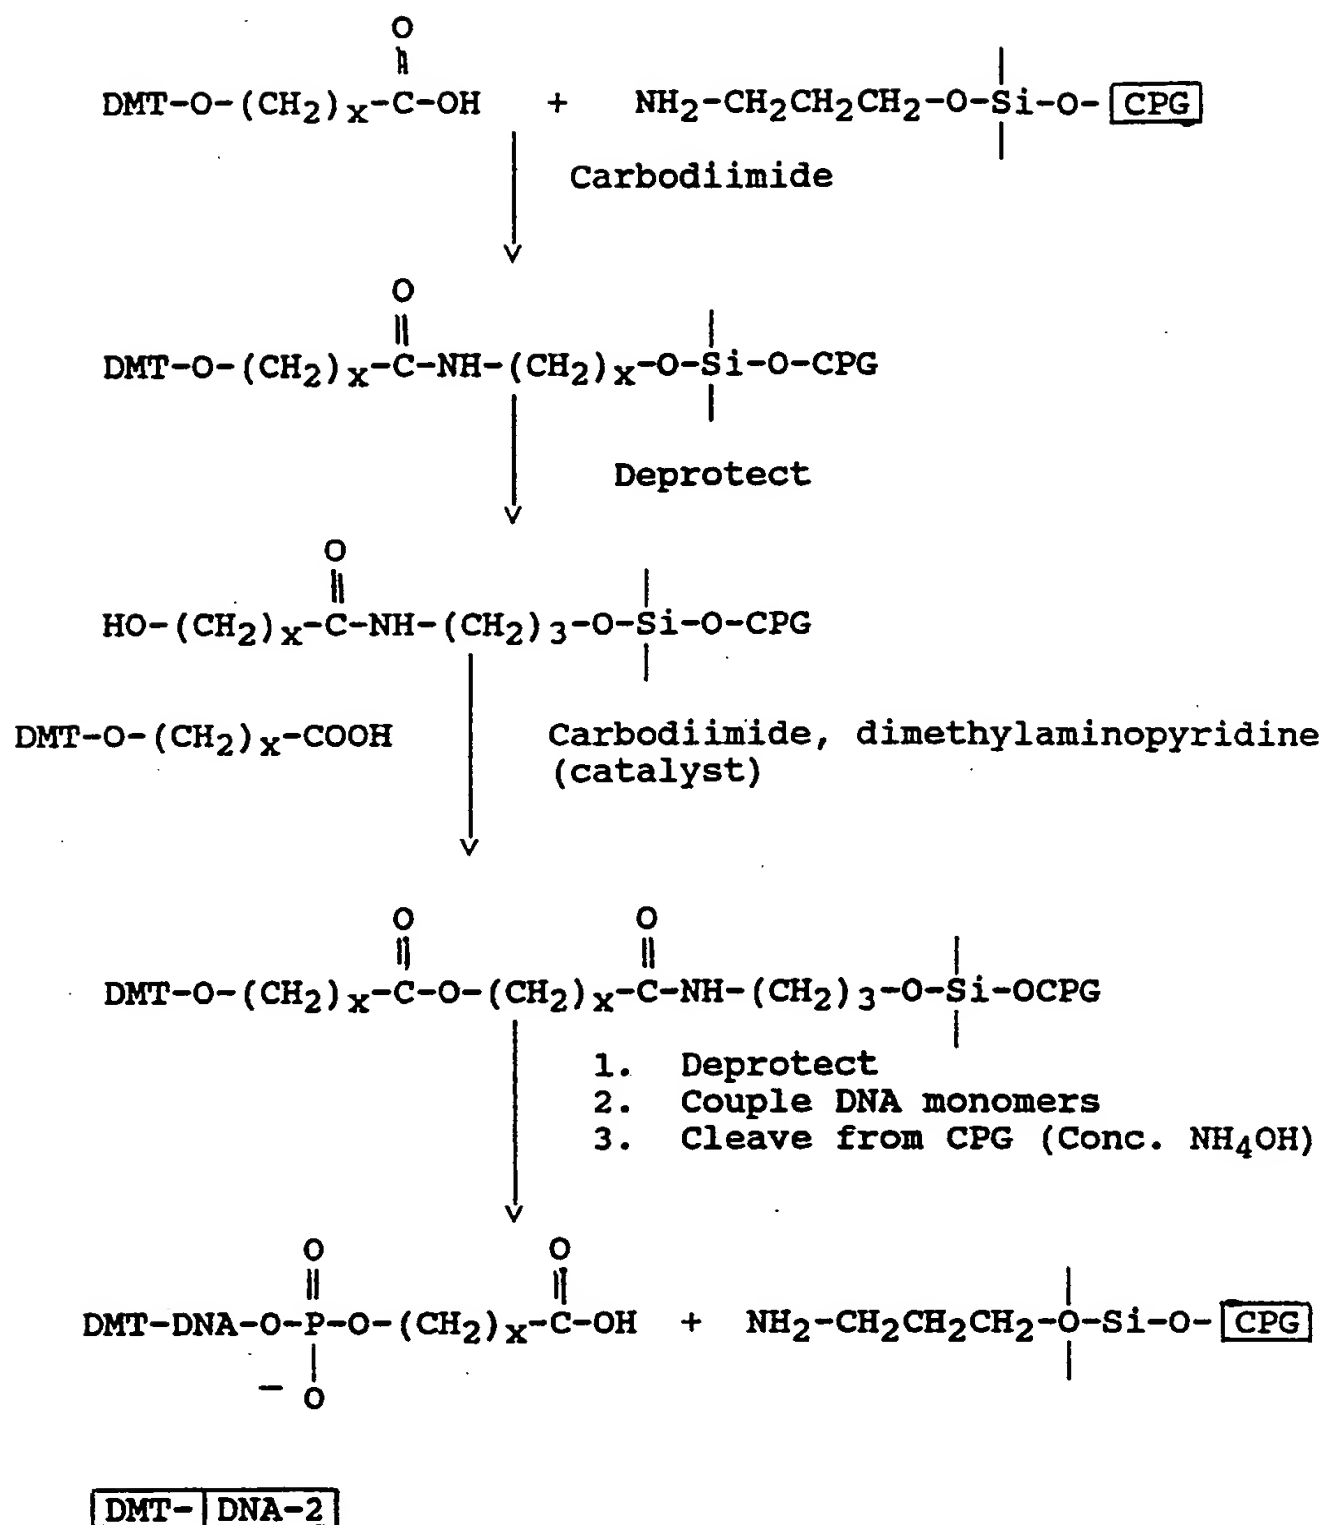 O
DMT-O-(CH2)x-C-OH + NH2-CH2CH2CH2-O-Si-O-CPG
Carbodiimide
O
DMT-O-(CH2)x-C-NH-(CH2)x-O-Si-O-CPG
Deprotect
O
HO-(CH2)x-C-NH-(CH2)3-O-Si-O-CPG
DMT-O-(CH2)x-COOH
Carbodiimide, dimethylaminopyridine
(catalyst)
O O
DMT-O-(CH2)x-C-O-(CH2)x-C-NH-(CH2)3-O-Si-OCPG
1. Deprotect
2. Couple DNA monomers
3. Cleave from CPG (Conc. NH4OH)
O O
DMT-DNA-O-P-O-(CH2)x-C-OH + NH2-CH2CH2CH2-O-Si-O-CPG
- O
DMT- DNA-2